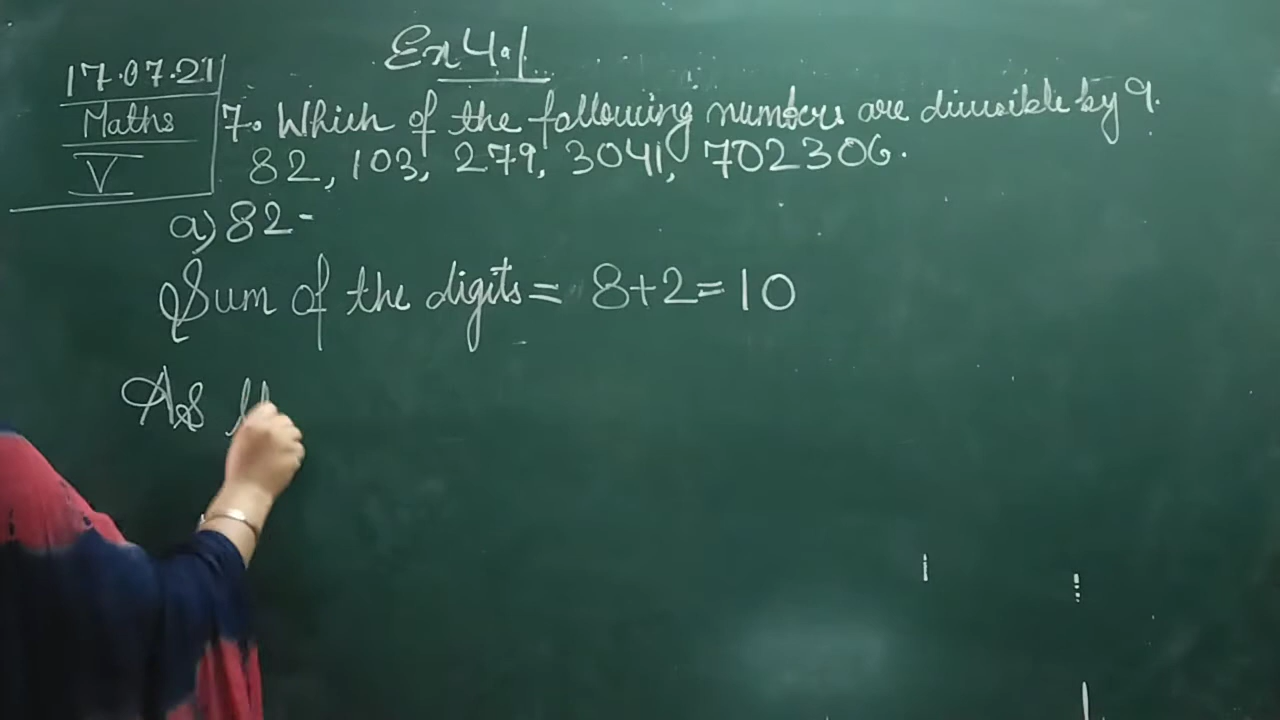 Ex 4.1
17.07.21
Maths
V
7. Which of the following numbers are divisible by 9.
82, 103, 279, 3041, 702306.
a) 82-
Sum of the digits = 8+2=10
As